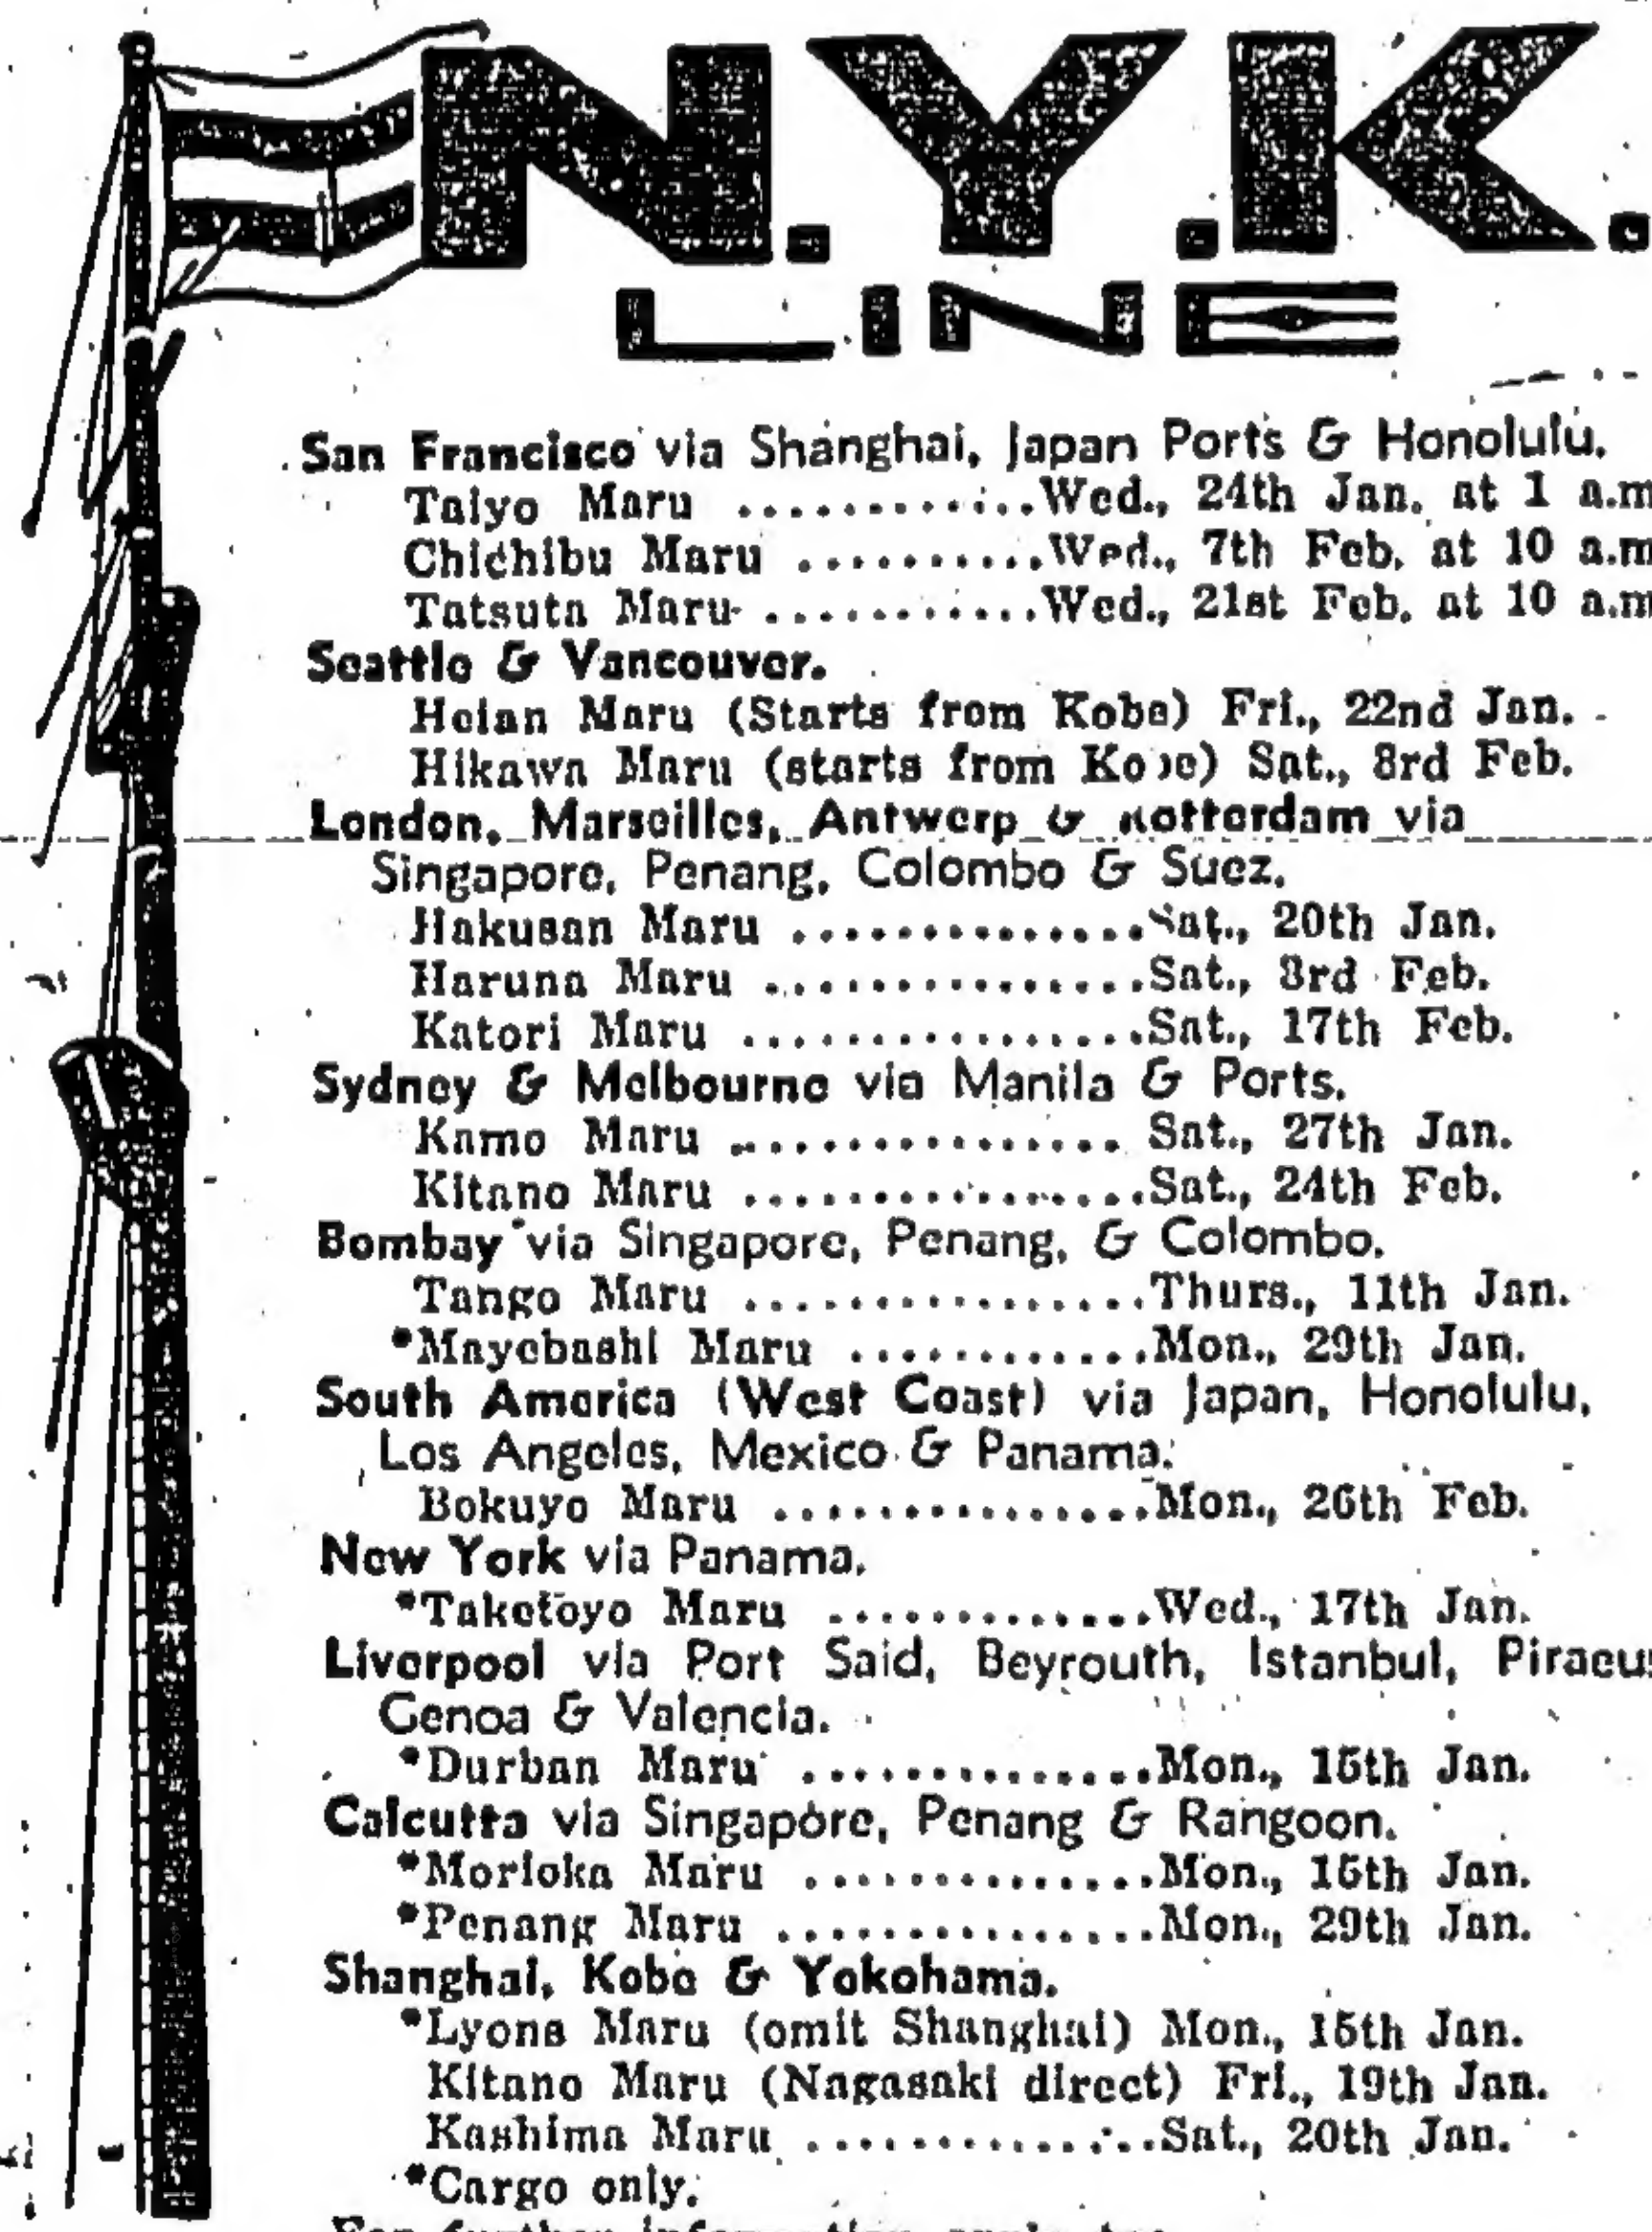 N.Y.K.
LINE
San Francisco via Shanghai, Japan Ports & Honolulu.
Taiyo Maru ............Wed., 24th Jan. at 1 a.m
Chichibu Maru ..........Wed., 7th Feb. at 10 a.m
Tatsuta Maru ...........Wed., 21st Feb. at 10 a.m
Seattle & Vancouver.
Heian Maru (Starts from Kobe) Fri., 22nd Jan.
Hikawa Maru (starts from Kobe) Sat., 3rd Feb.
London, Marseilles, Antwerp & Rotterdam via
Singapore, Penang, Colombo & Suez.
Hakusan Maru ..............Sat., 20th Jan.
Haruna Maru ...............Sat., 3rd Feb.
Katori Maru ................Sat., 17th Feb.
Sydney & Melbourne via Manila & Ports.
Kamo Maru ................ Sat., 27th Jan.
Kitano Maru ................Sat., 24th Feb.
Bombay via Singapore, Penang, & Colombo.
Tango Maru ................Thurs., 11th Jan.
*Mayebashi Maru ............Mon., 29th Jan.
South America (West Coast) via Japan, Honolulu,
Los Angeles, Mexico & Panama.
Bokuyo Maru ...............Mon., 26th Feb.
New York via Panama.
*Taketoyo Maru .............Wed., 17th Jan.
Liverpool via Port Said, Beyrouth, Istanbul, Piraeus
Genoa & Valencia.
*Durban Maru ..............Mon., 15th Jan.
Calcutta via Singapore, Penang & Rangoon.
*Morioka Maru ..............Mon., 15th Jan.
*Penang Maru ...............Mon., 29th Jan.
Shanghai, Kobe & Yokohama.
*Lyons Maru (omit Shanghai) Mon., 15th Jan.
Kitano Maru (Nagasaki direct) Fri., 19th Jan.
Kashima Maru ..............Sat., 20th Jan.
*Cargo only.